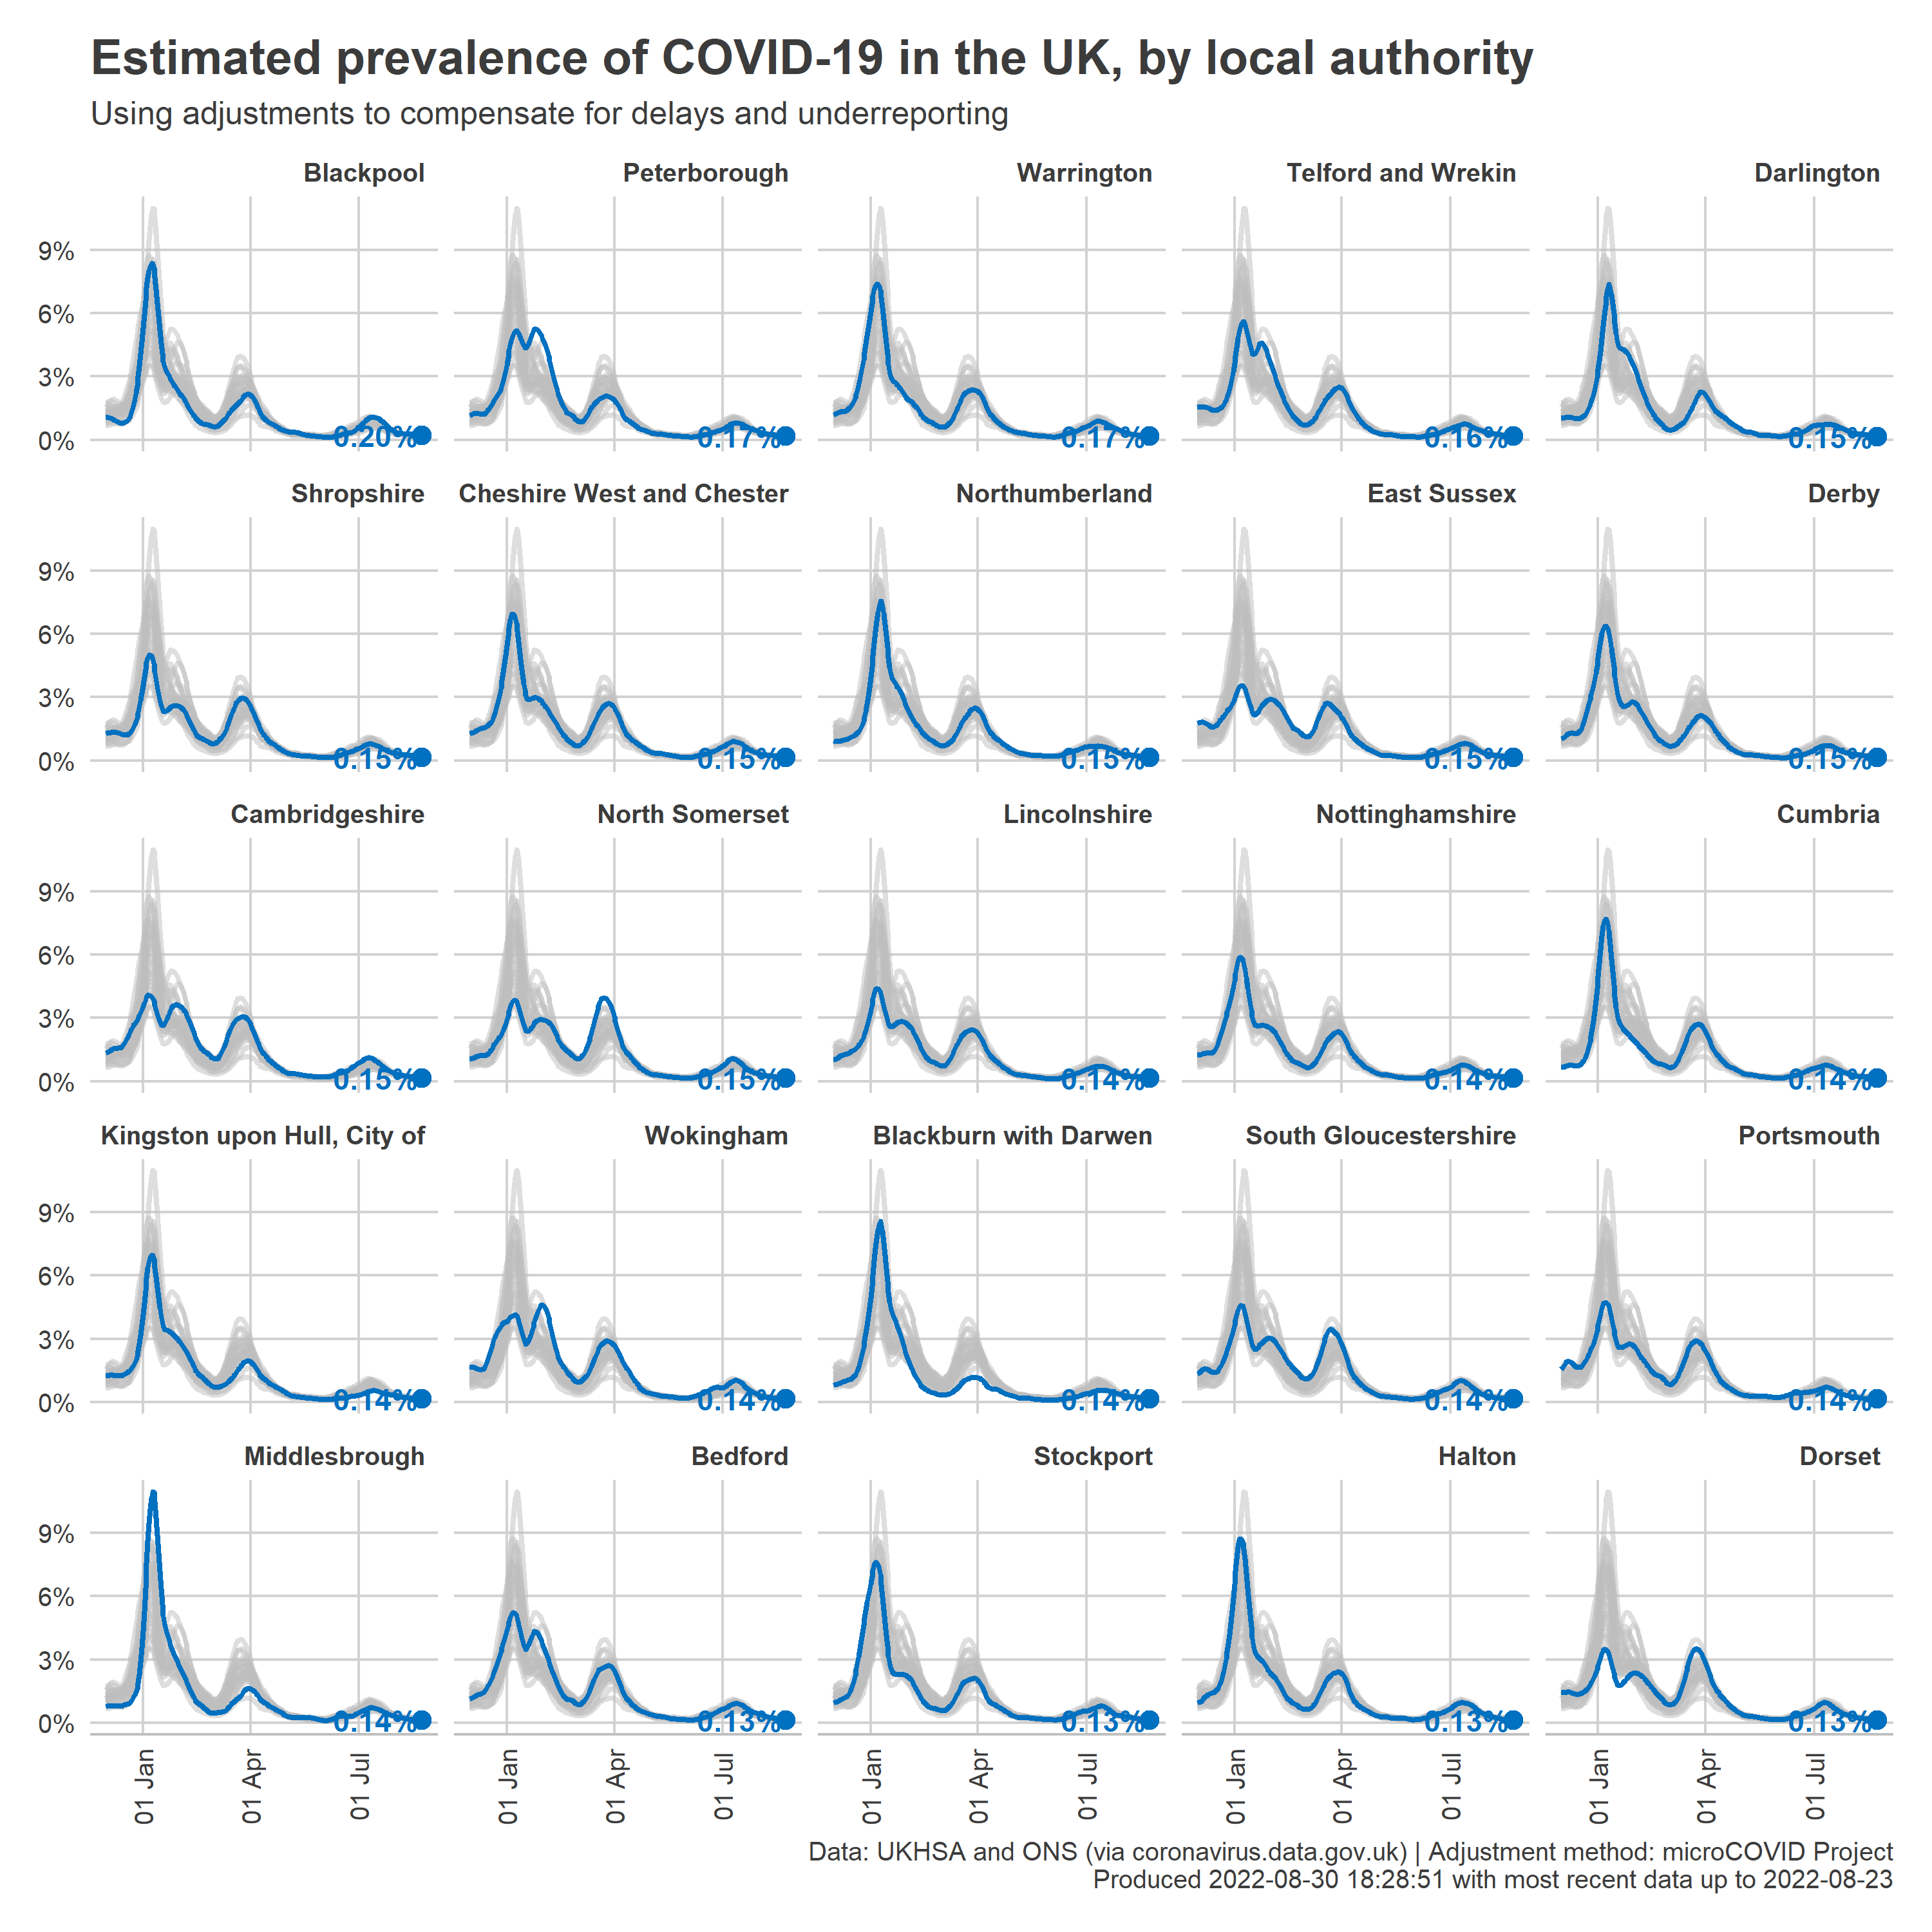 Estimated prevalence of COVID-19 in the UK, by local authority
Using adjustments to compensate for delays and underreporting
Blackpool
Peterborough
Warrington
Telford and Wrekin
Darlington
9%
6%
3%
0%
0.20%
0.17%
0.17%
0.16%
0.15%
Shropshire
Cheshire West and Chester
Northumberland
East Sussex
Derby
9%
6%
3%
0%
0.15%
0.15%
0.15%
0.15%
0.15%
Cambridgeshire
North Somerset
Lincolnshire
Nottinghamshire
Cumbria
9%
6%
3%
0%
0.15%
0.15%
0.14%
0.14%
0.14%
Kingston upon Hull, City of
Wokingham
Blackburn with Darwen
South Gloucestershire
Portsmouth
9%
6%
3%
0%
0.14%
0.14%
0.14%
0.14%
0.14%
Middlesbrough
Bedford
Stockport
Halton
Dorset
9%
6%
3%
0%
0.14%
0.13%
0.13%
0.13%
0.13%
01 Jan
01 Apr
01 Jul
01 Jan
01 Apr
01 Jul
01 Jan
01 Apr
01 Jul
01 Jan
01 Apr
01 Jul
01 Jan
01 Apr
01 Jul
Data: UKHSA and ONS (via coronavirus.data.gov.uk) | Adjustment method: microCOVID Project
Produced 2022-08-30 18:28:51 with most recent data up to 2022-08-23